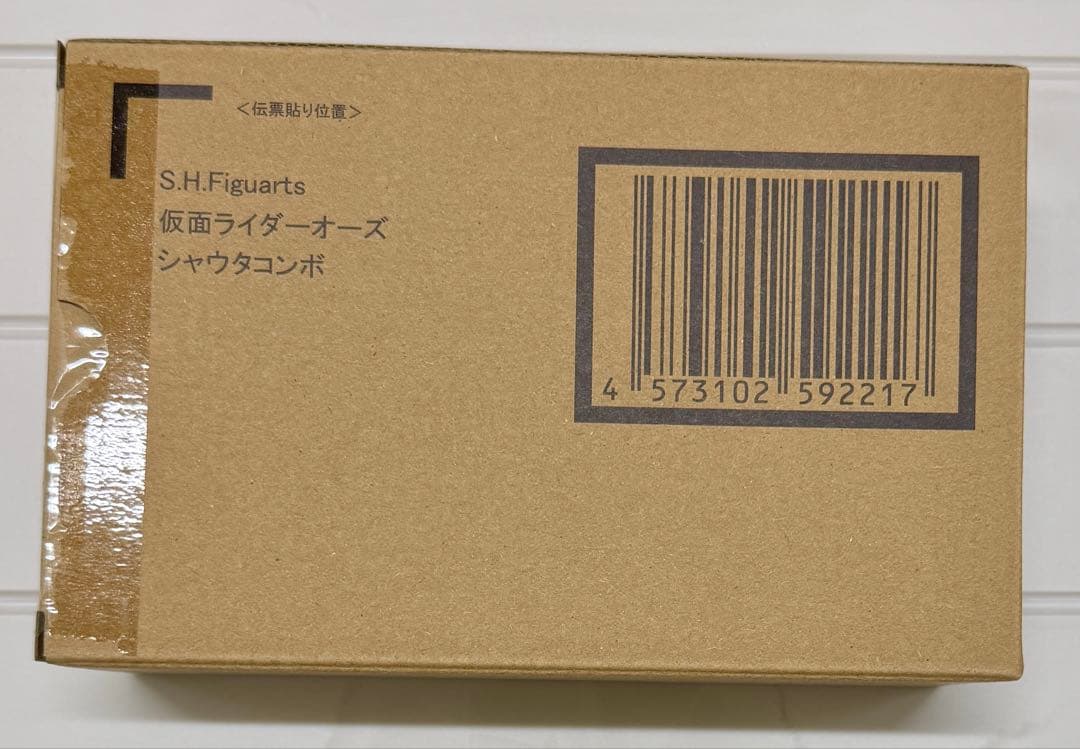 ＜伝票貼り位置＞
S.H.Figuarts
仮面ライダーオーズ
シャウタコンボ
4 573102 592217